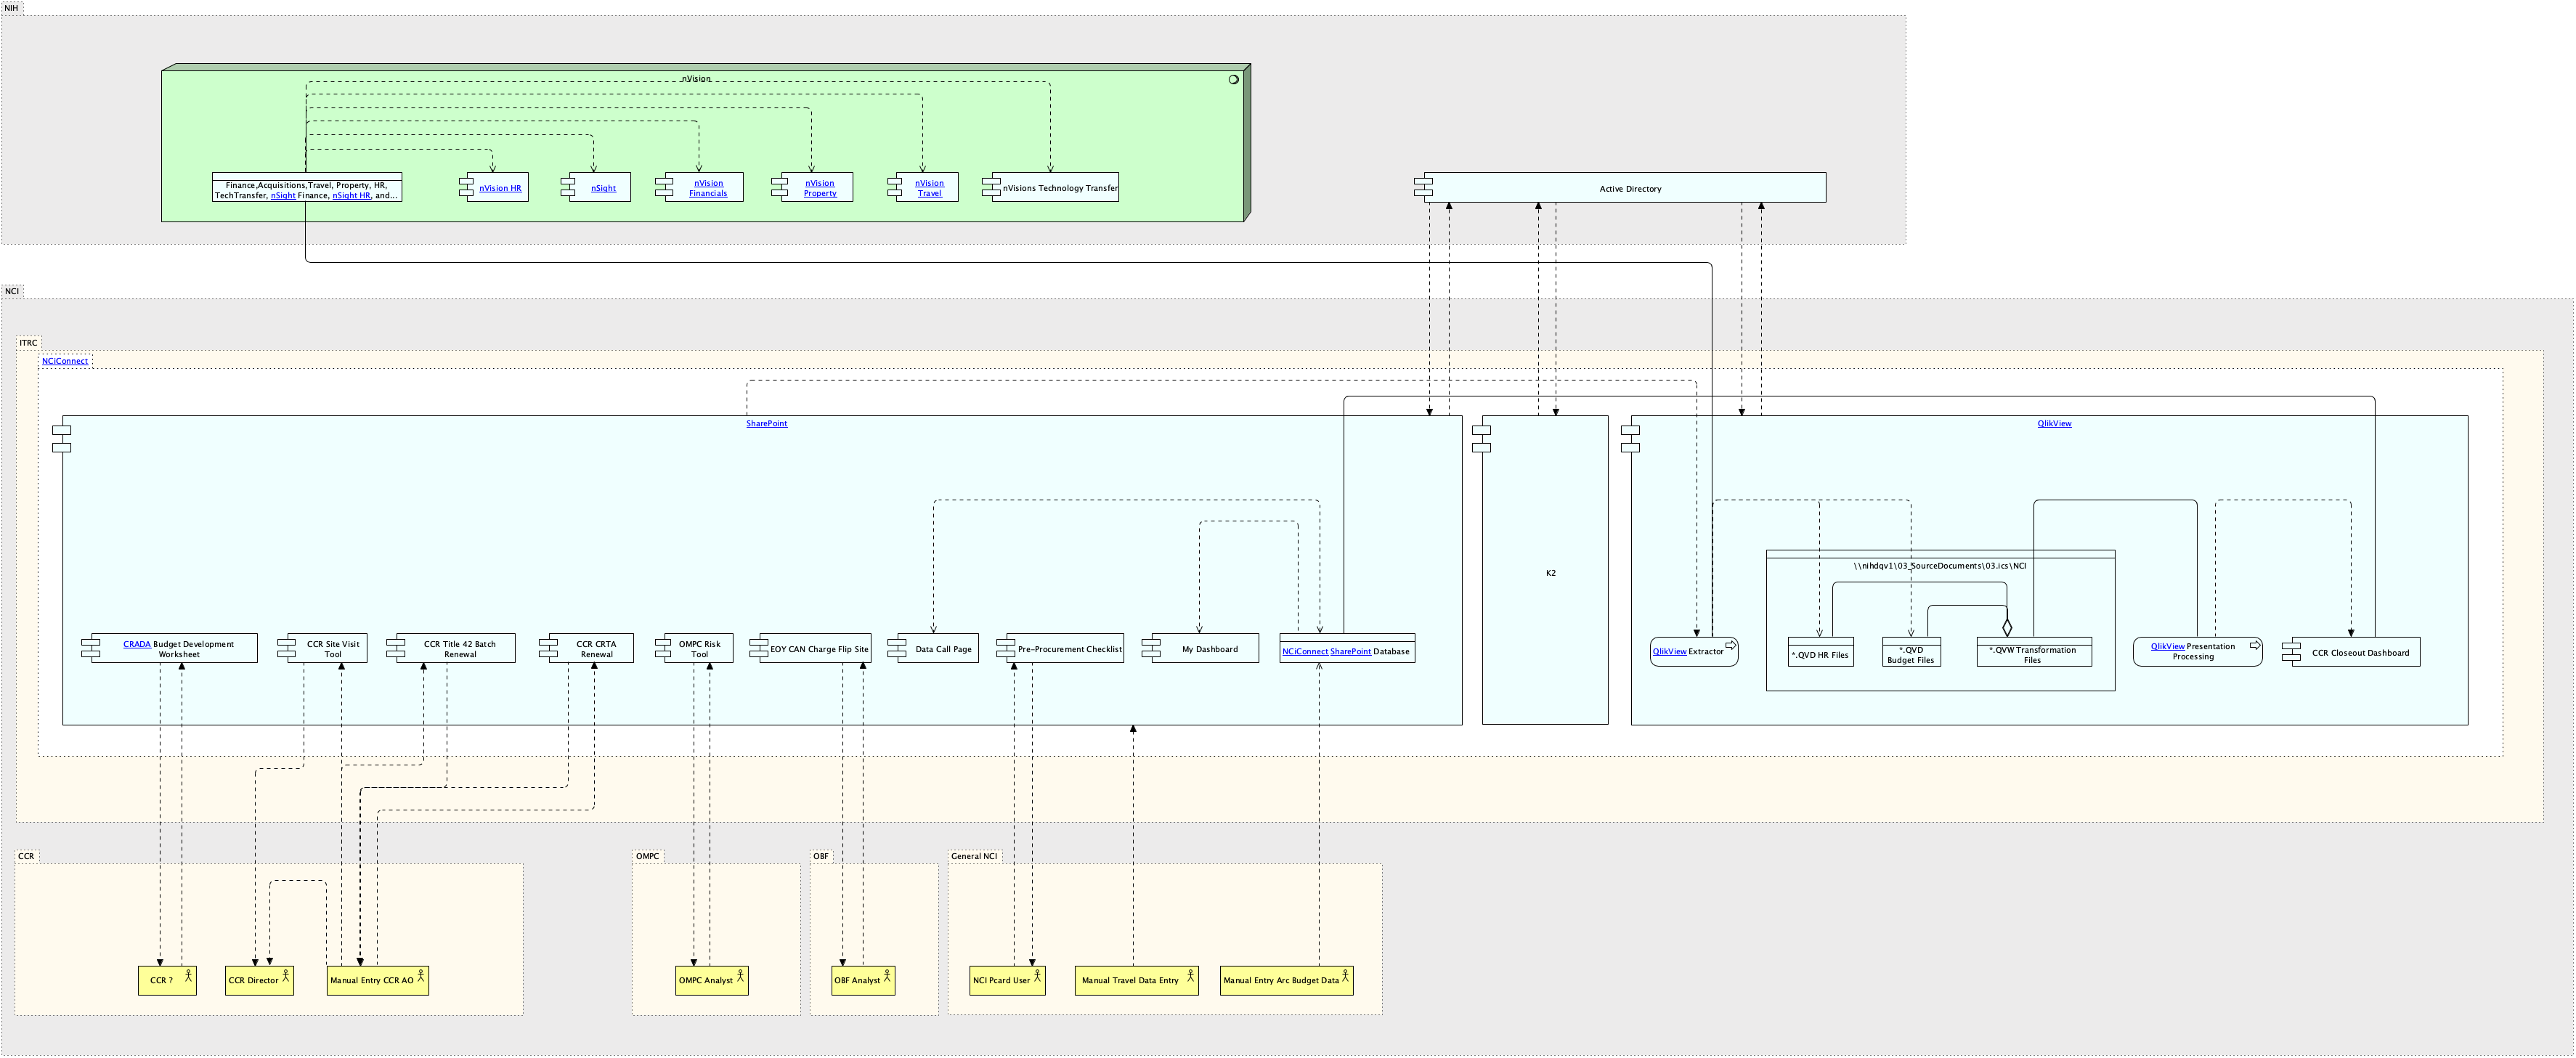 NIH
nVision
Finance,Acquisitions,Travel, Property, HR,
TechTransfer, nSight Finance, nSight HR, and...
nVision HR
nSight
nVision
Financials
nVision
Property
nVision
Travel
nVisions Technology Transfer
Active Directory
NCI
ITRC
NCiConnect
SharePoint
QlikView
K2
\\nihdqv1\03_SourceDocuments\03.ics\NCI
CRADA Budget Development
Worksheet
CCR Site Visit
Tool
CCR Title 42 Batch
Renewal
CCR CRTA
Renewal
OMPC Risk
Tool
EOY CAN Charge Flip Site
Data Call Page
Pre-Procurement Checklist
My Dashboard
NCiConnect SharePoint Database
QlikView Extractor
*.QVD HR Files
*.QVD
Budget Files
*.QVW Transformation
Files
QlikView Presentation
Processing
CCR Closeout Dashboard
CCR
OMPC
OBF
General NCI
CCR ?
CCR Director
Manual Entry CCR AO
OMPC Analyst
OBF Analyst
NCI Pcard User
Manual Travel Data Entry
Manual Entry Arc Budget Data